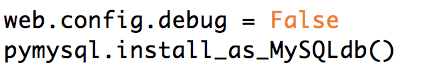 web.config.debug = False
pymysql.install_as_MySQLdb()